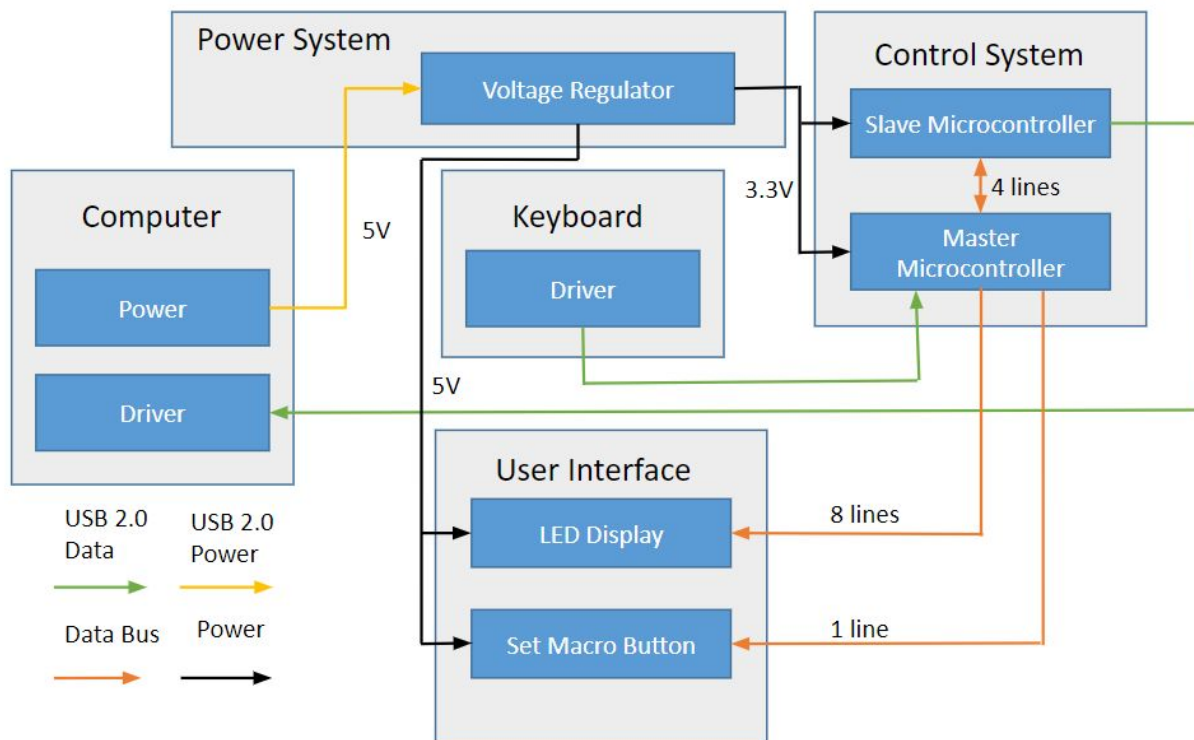 Power System
Voltage Regulator
Control System
Slave Microcontroller
4 lines
Master
Microcontroller
3.3V
5V
Computer
Power
Driver
Keyboard
Driver
5V
User Interface
LED Display
8 lines
Set Macro Button
1 line
USB 2.0
Data
USB 2.0
Power
Data Bus
Power